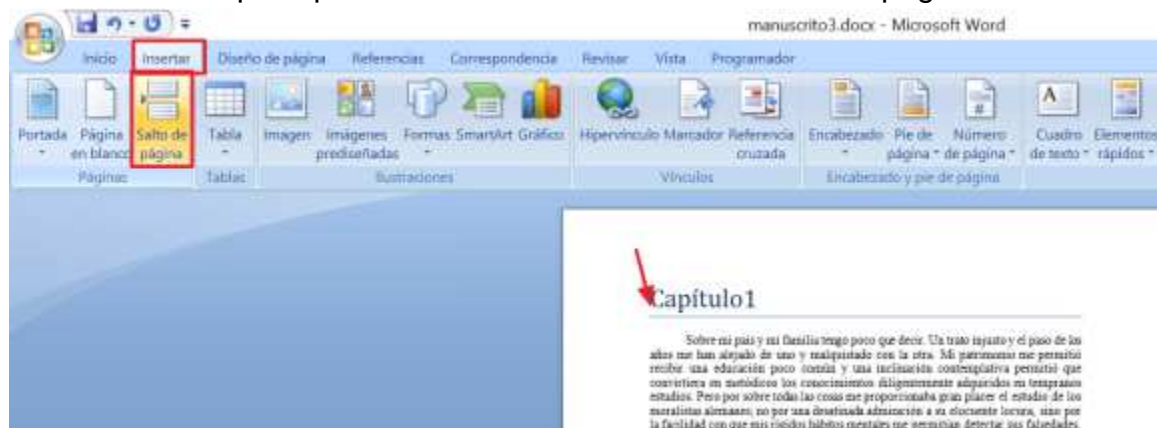 manuscrito3.docx - Microsoft Word
Inicio Insertar Diseño de página Referencias Correspondencia Revisar Vista Programador
Portada Página en blanco Salto de página Tabla Imagen Imágenes prediseñadas Formas SmartArt Gráfico Hipervínculo Marcador Referencia cruzada Encabezado Pie de página Número de página Cuadro de texto Elementos rápidos
Páginas Tablas Ilustraciones Vínculos Encabezado y pie de página
Capítulo1
Sobre mi país y mi familia tengo poco que decir. Un trato injusto y el paso de los
años me han alejado de uno y malquistado con la otra. Mi patrimonio me permitió
recibir una educación poco común y una inclinación contemplativa permitió que
convirtiera en metódicos los conocimientos diligentemente adquiridos en tempranos
estudios. Pero por sobre todas las cosas me proporcionaba gran placer el estudio de los
moralistas alemanes; no por una desatinada admiración a su elocuente locura, sino por
la facilidad con que mis rígidos hábitos mentales me permitían detectar sus falsedades.